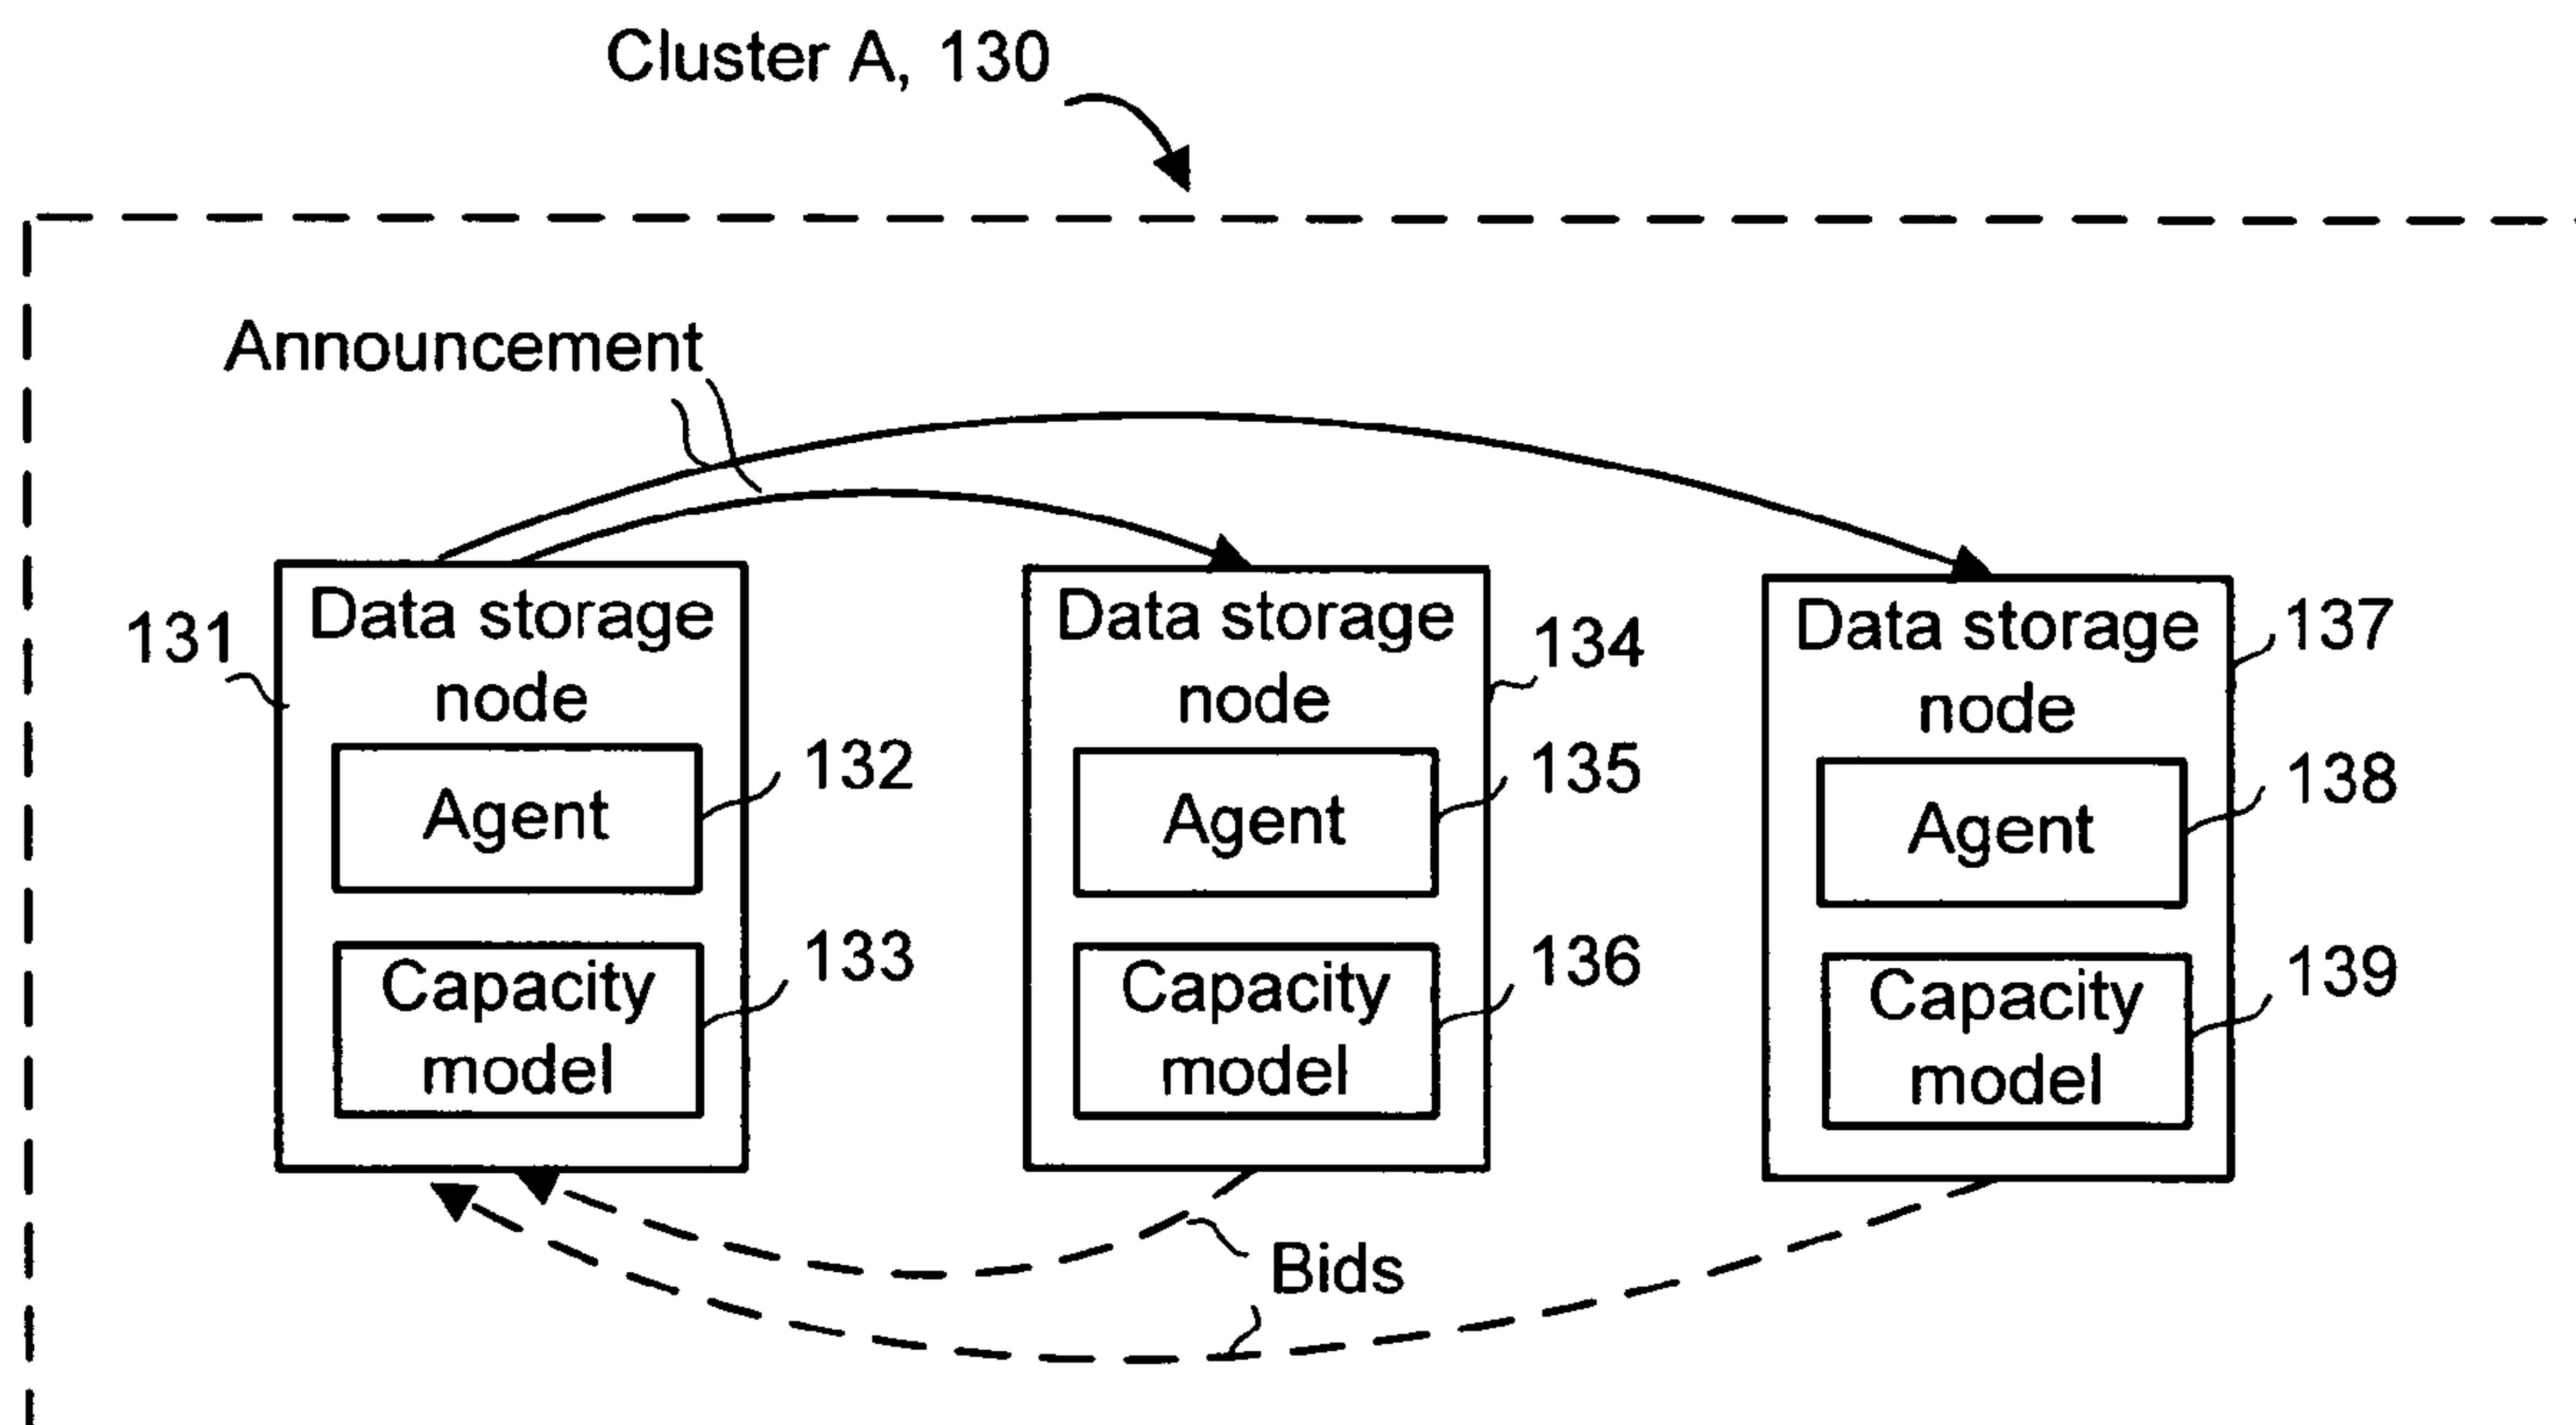 Cluster A, 130
Announcement
131
Data storage
node
Agent
132
Capacity
model
133
Data storage
node
134
Agent
135
Capacity
model
136
Data storage
node
137
Agent
138
Capacity
model
139
Bids